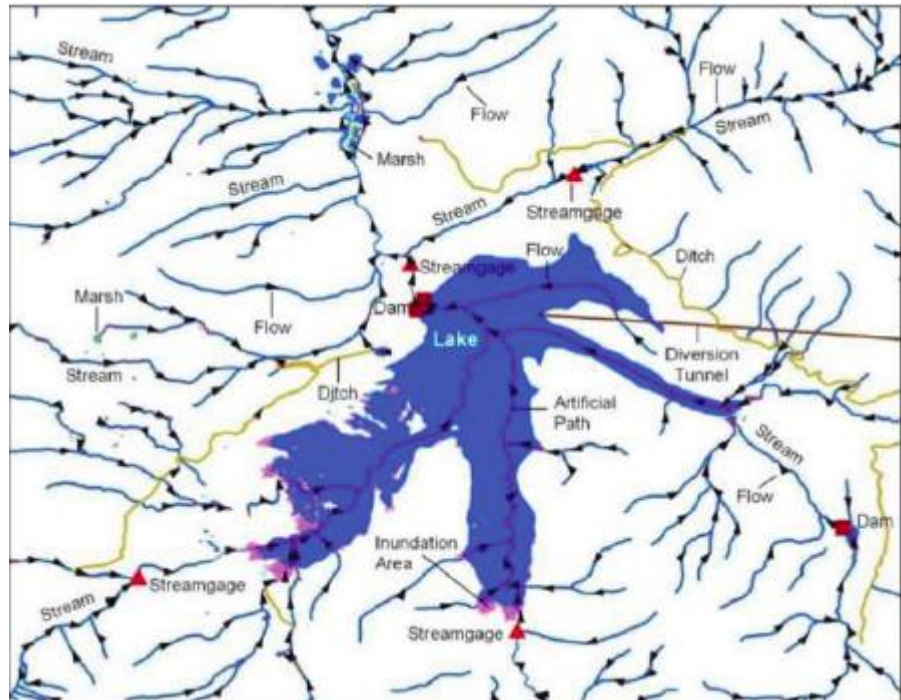 Stream
Flow
Flow
Stream
Marsh
Stream
Streamgage
Stream
Streamgage
Flow
Ditch
Marsh
Dam
Flow
Lake
Stream
Diversion
Tunnel
Ditch
Artificial
Path
Stream
Flow
Dam
Inundation
Area
Streamgage
Stream
Streamgage